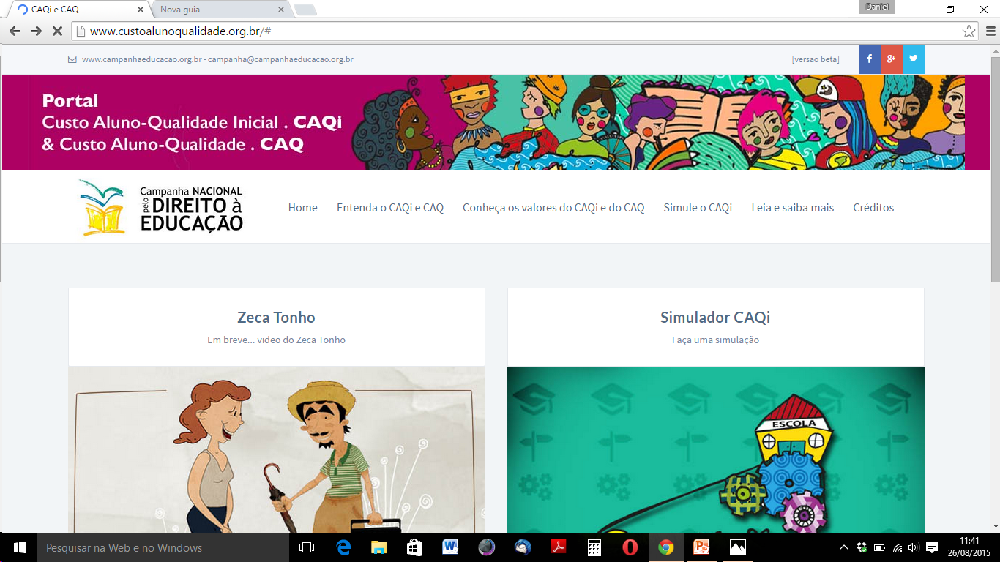 CAQi e CAQ
Nova guia
Daniel
www.custoalunoqualidade.org.br/#
www.campanhaeducacao.org.br - campanha@campanhaeducacao.org.br
[versao beta]
Portal
Custo Aluno-Qualidade Inicial . CAQi
& Custo Aluno-Qualidade . CAQ
Campanha NACIONAL
pelo DIREITO à
EDUCAÇÃO
Home Entenda o CAQi e CAQ Conheça os valores do CAQi e do CAQ Simule o CAQi Leia e saiba mais Créditos
Zeca Tonho
Em breve... video do Zeca Tonho
Simulador CAQi
Faça uma simulação
ESCOLA
Pesquisar na Web e no Windows
11:41
26/08/2015